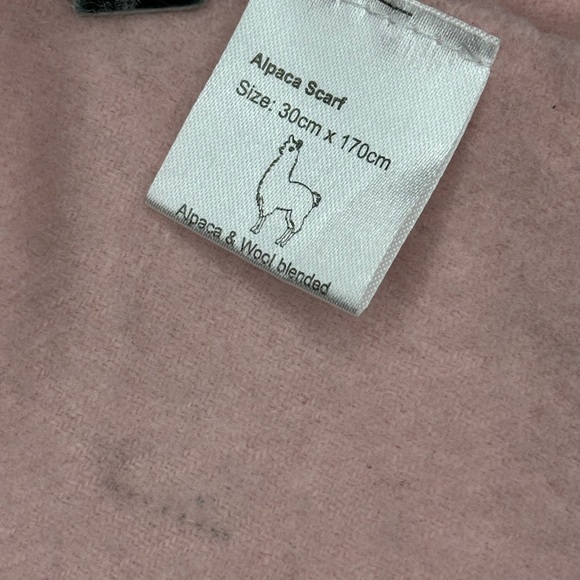 Alpaca Scarf
Size: 30cm x 170cm
Alpaca & Wool blended